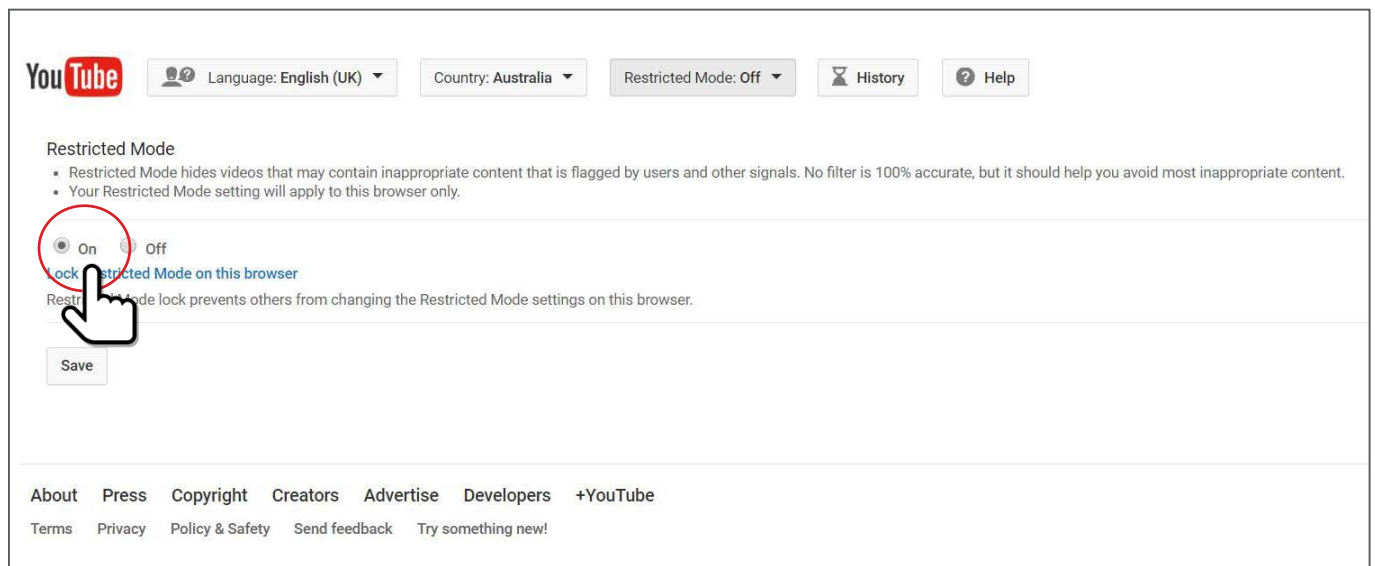 YouTube Language: English (UK) Country: Australia Restricted Mode: Off History Help
Restricted Mode
• Restricted Mode hides videos that may contain inappropriate content that is flagged by users and other signals. No filter is 100% accurate, but it should help you avoid most inappropriate content.
• Your Restricted Mode setting will apply to this browser only.
On Off
Lock Restricted Mode on this browser
Restricted Mode lock prevents others from changing the Restricted Mode settings on this browser.
Save
About Press Copyright Creators Advertise Developers +YouTube
Terms Privacy Policy & Safety Send feedback Try something new!